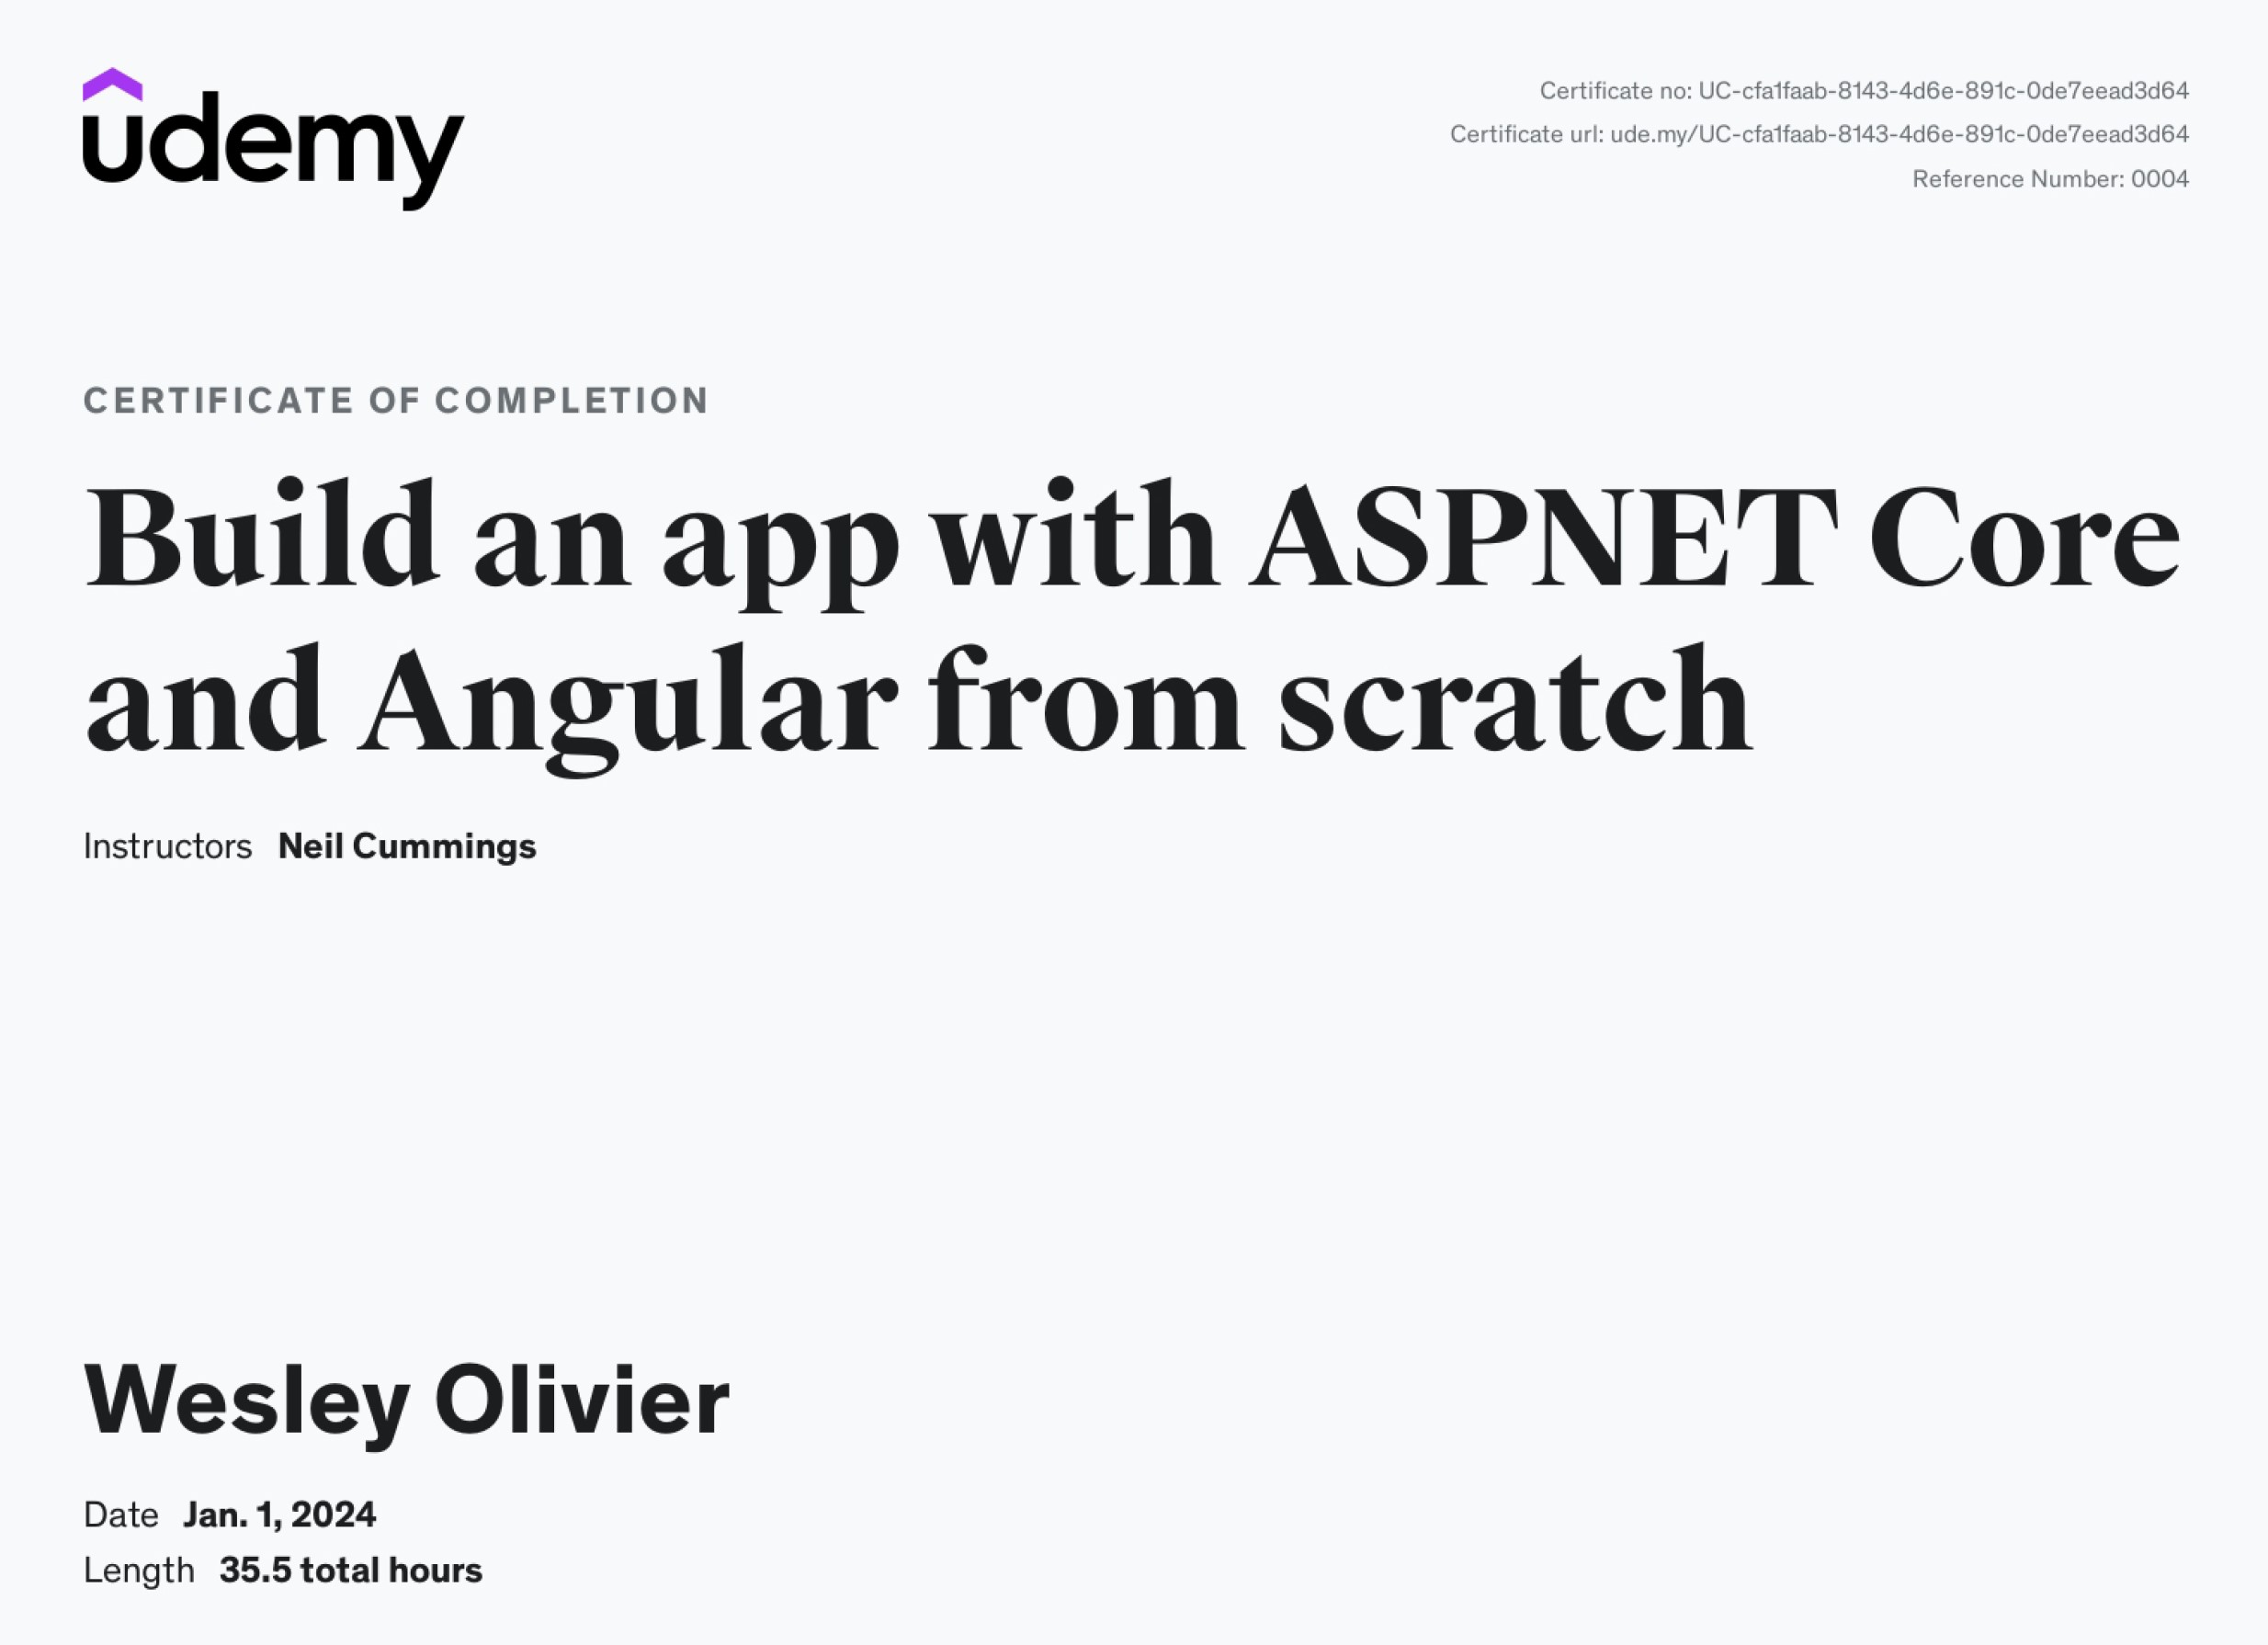 udemy
Certificate no: UC-cfa1faab-8143-4d6e-891c-0de7eead3d64
Certificate url: ude.my/UC-cfa1faab-8143-4d6e-891c-0de7eead3d64
Reference Number: 0004
CERTIFICATE OF COMPLETION
Build an app with ASPNET Core
and Angular from scratch
Instructors Neil Cummings
Wesley Olivier
Date Jan. 1, 2024
Length 35.5 total hours